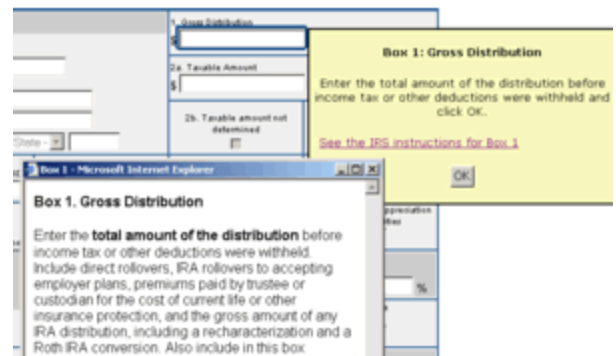 1. Gross Distribution
$
2a. Taxable Amount
$
2b. Taxable amount not
determined
State -
Box 1: Gross Distribution
Enter the total amount of the distribution before
income tax or other deductions were withheld and
click OK.
See the IRS instructions for Box 1
OK
Box 1 - Microsoft Internet Explorer
Box 1. Gross Distribution
Enter the total amount of the distribution before
income tax or other deductions were withheld.
Include direct rollovers, IRA rollovers to accepting
employer plans, premiums paid by trustee or
custodian for the cost of current life or other
insurance protection, and the gross amount of any
IRA distribution, including a recharacterization and a
Roth IRA conversion. Also include in this box
%